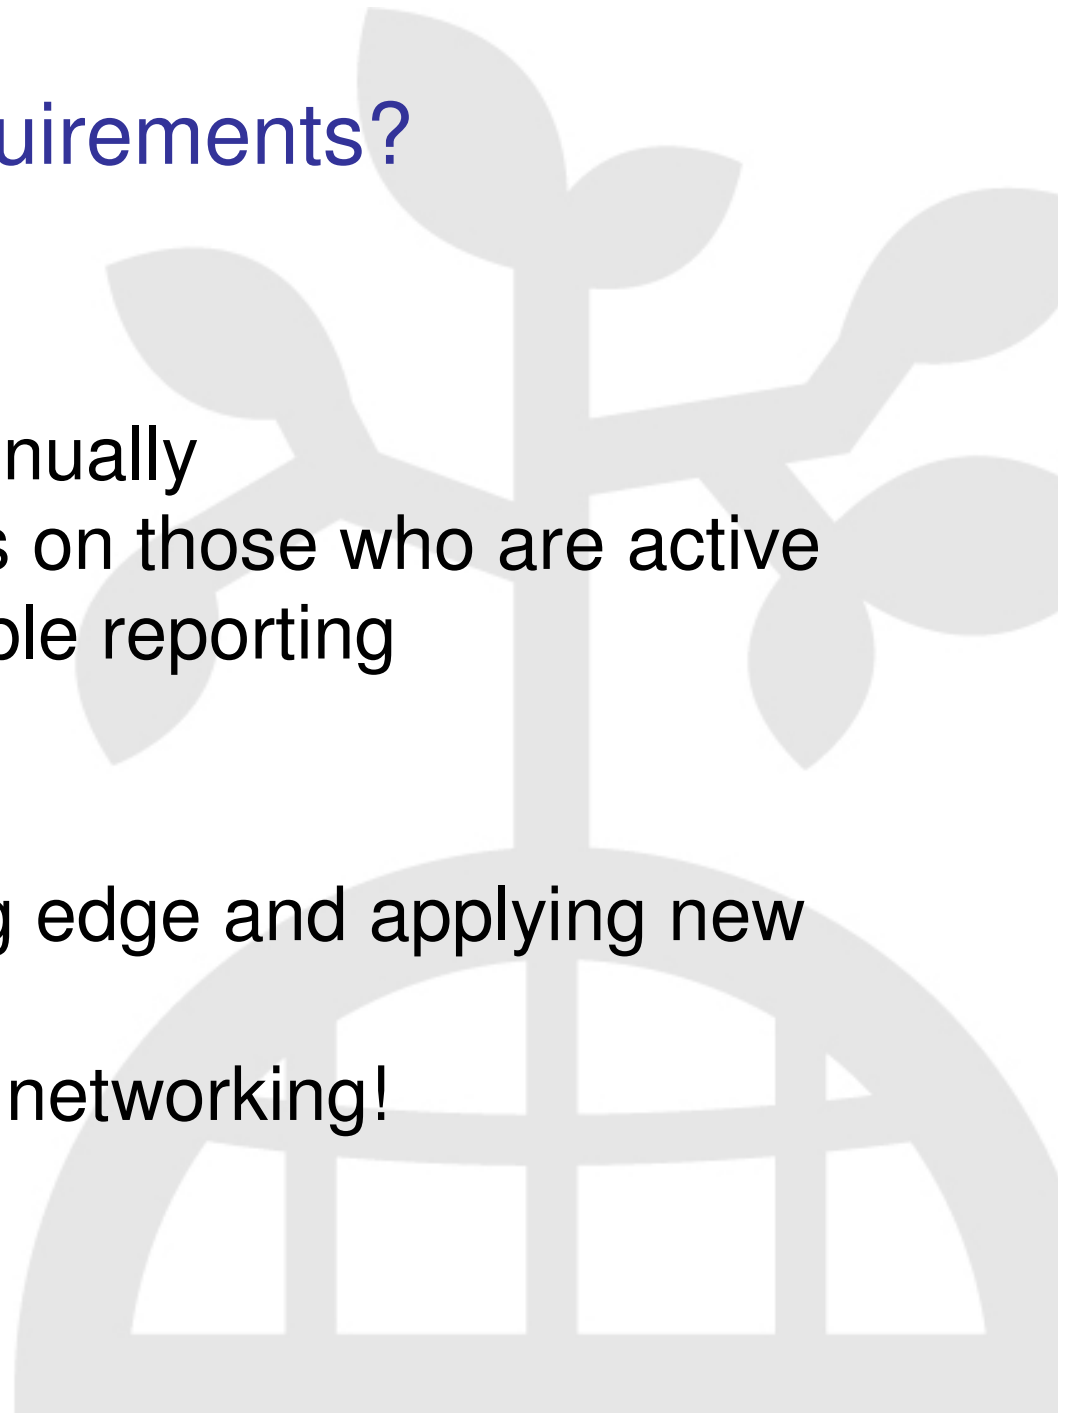 uirements?
nually
s on those who are active
ble reporting
g edge and applying new
networking!